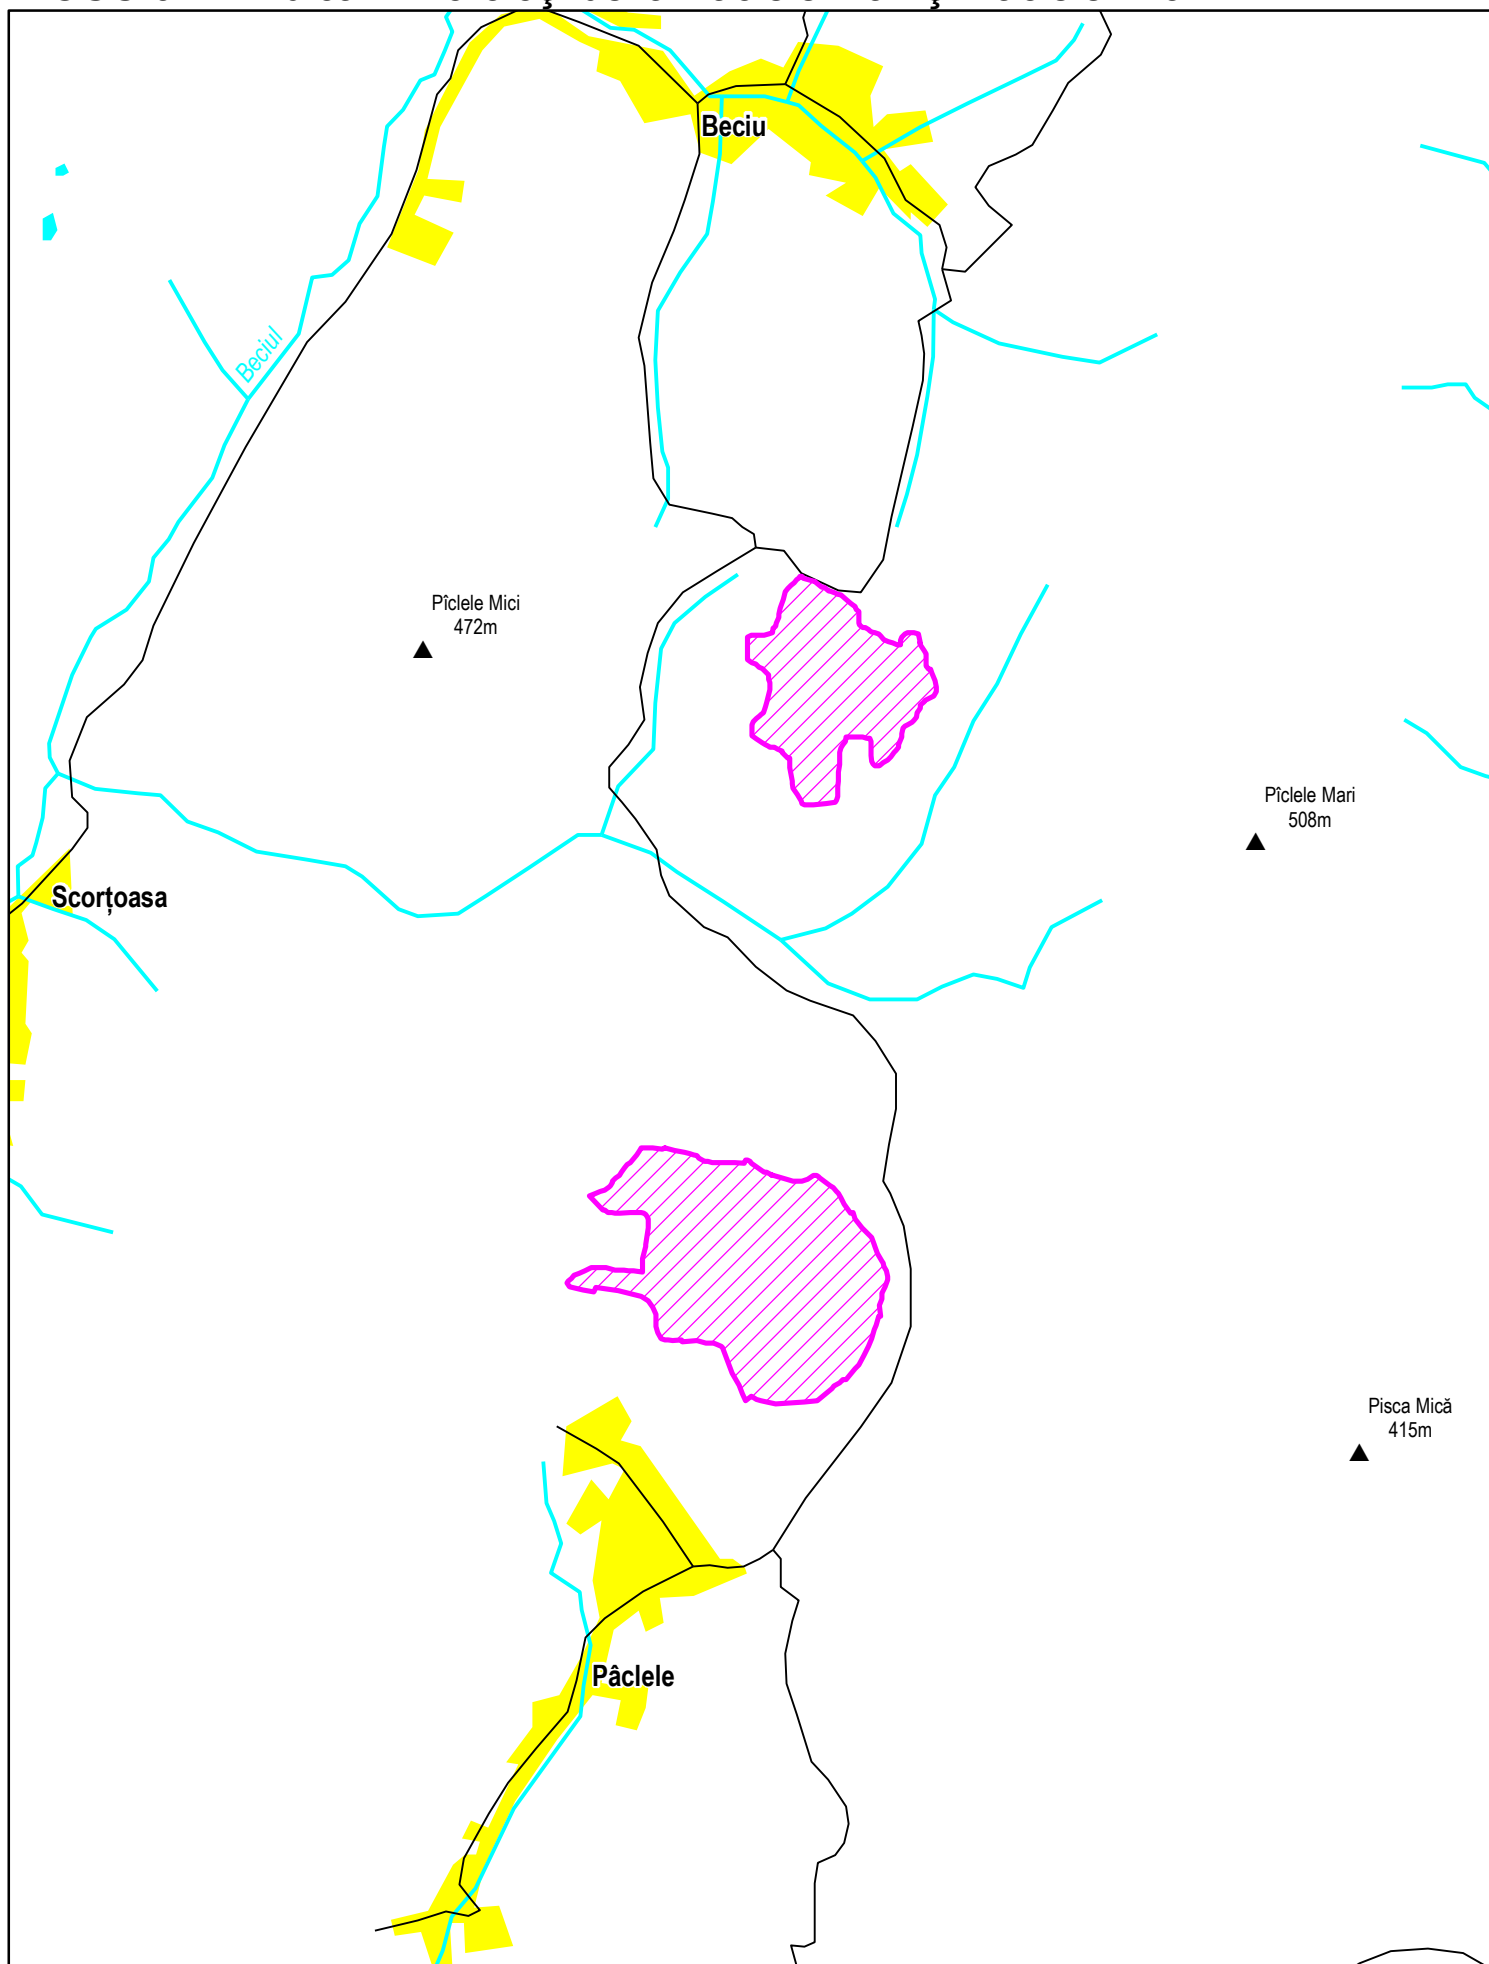 Beciu
Beciul
Pîclele Mici
472m
Pîclele Mari
508m
Scorțoasa
Pisca Mică
415m
Pâclele